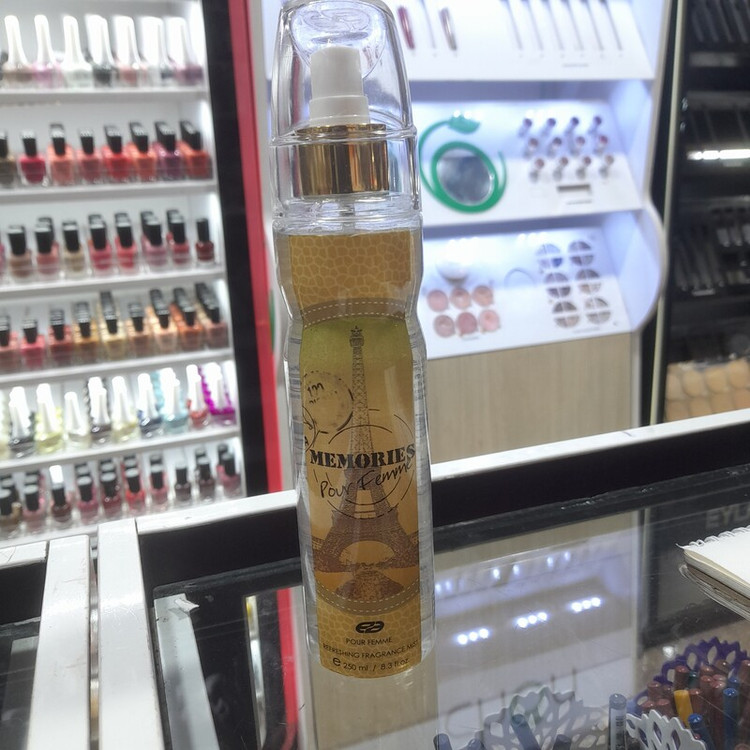 MEMORIES
Pour Femme
POUR FEMME
REFRESHING FRAGRANCE MIST
e 250 ml / 8.3 fl oz